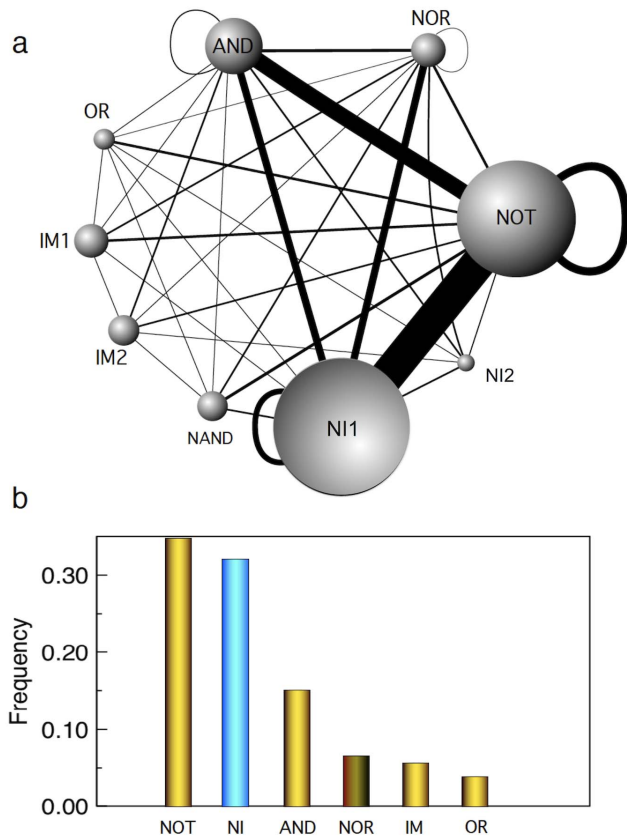 a
NOR
AND
OR
NOT
IM1
IM2
NI2
NAND
NI1
b
Frequency
0.30
0.20
0.10
0.00
NOT NI AND NOR IM OR